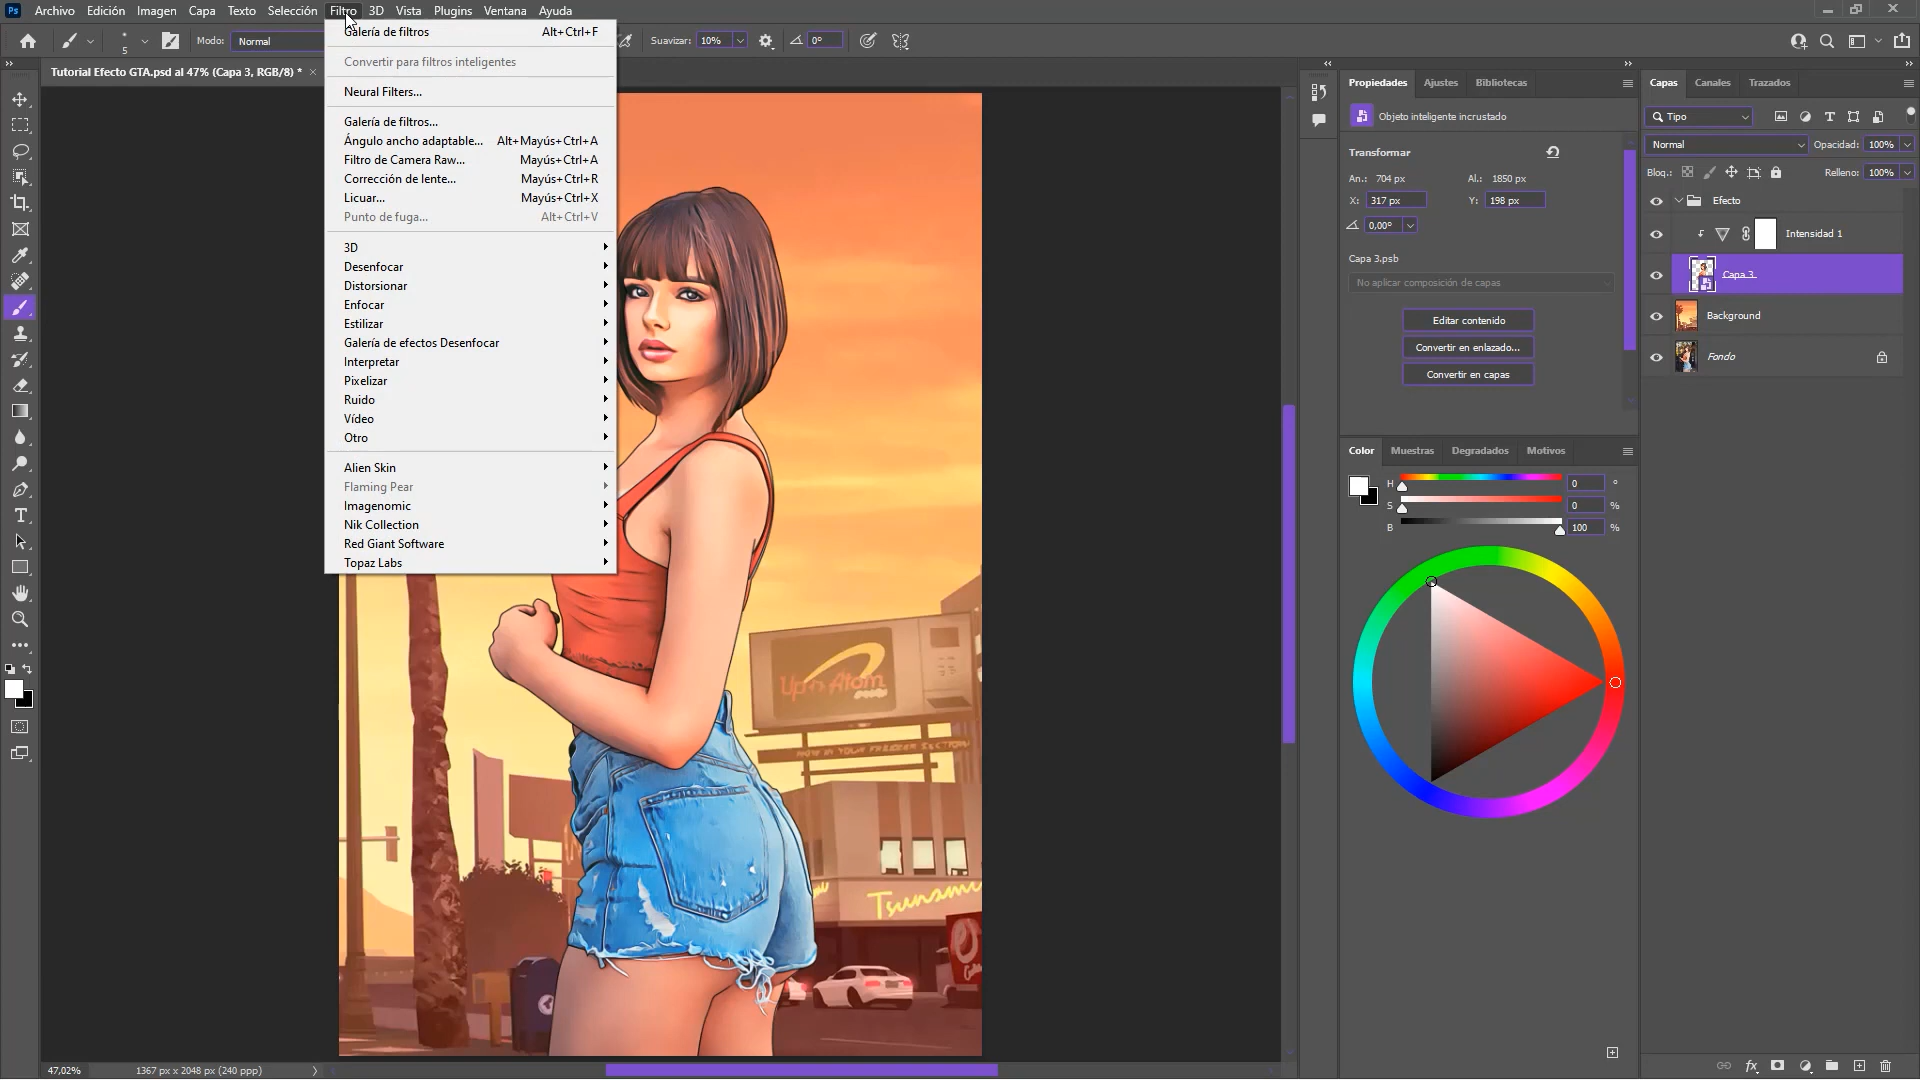 Ps Archivo Edición Imagen Capa Texto Selección Filtro 3D Vista Plugins Ventana Ayuda
5 Modo: Normal Suavizar: 10% 0°
Tutorial Efecto GTA.psd al 47% (Capa 3, RGB/8) *
Galería de filtros Alt+Ctrl+F
Convertir para filtros inteligentes
Neural Filters...
Galería de filtros...
Ángulo ancho adaptable... Alt+Mayús+Ctrl+A
Filtro de Camera Raw... Mayús+Ctrl+A
Corrección de lente... Mayús+Ctrl+R
Licuar... Mayús+Ctrl+X
Punto de fuga... Alt+Ctrl+V
3D
Desenfocar
Distorsionar
Enfocar
Estilizar
Galería de efectos Desenfocar
Interpretar
Pixelizar
Ruido
Vídeo
Otro
Alien Skin
Flaming Pear
Imagenomic
Nik Collection
Red Giant Software
Topaz Labs
Up-n-Atom
Tsunami
47,02% 1367 px x 2048 px (240 ppp)
Propiedades Ajustes Bibliotecas
Objeto inteligente incrustado
Transformar
An.: 704 px Al.: 1850 px
X: 317 px Y: 198 px
0,00°
Capa 3.psb
No aplicar composición de capas
Editar contenido
Convertir en enlazado...
Convertir en capas
Color Muestras Degradados Motivos
H 0 °
S 0 %
B 100 %
Capas Canales Trazados
Tipo
Normal Opacidad: 100%
Bloq.: Relleno: 100%
Efecto
Intensidad 1
Capa 3
Background
Fondo
fx